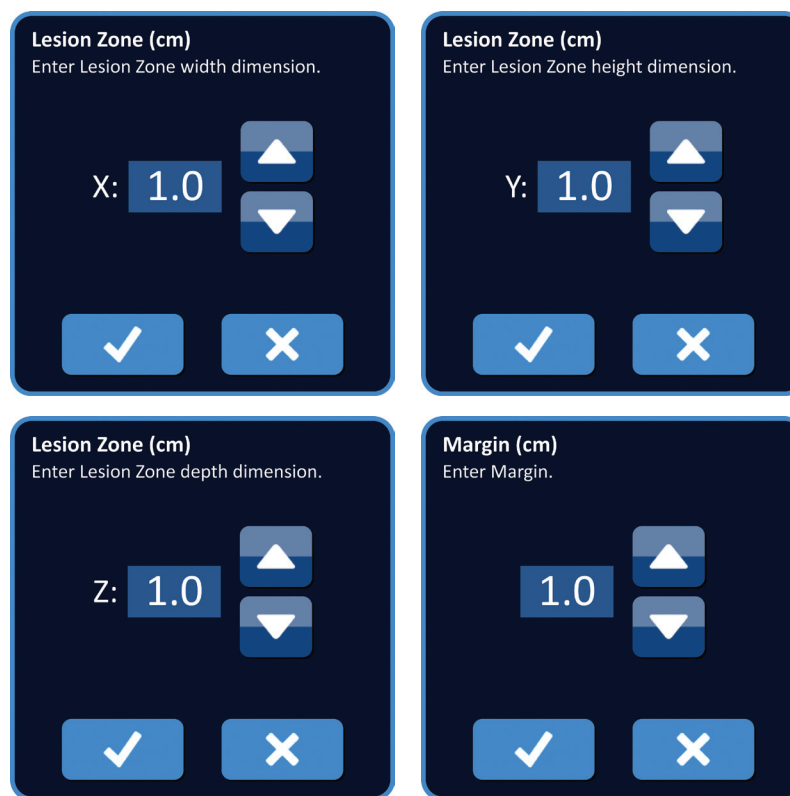 Lesion Zone (cm)
Enter Lesion Zone width dimension.
X: 1.0
Lesion Zone (cm)
Enter Lesion Zone height dimension.
Y: 1.0
Lesion Zone (cm)
Enter Lesion Zone depth dimension.
Z: 1.0
Margin (cm)
Enter Margin.
1.0